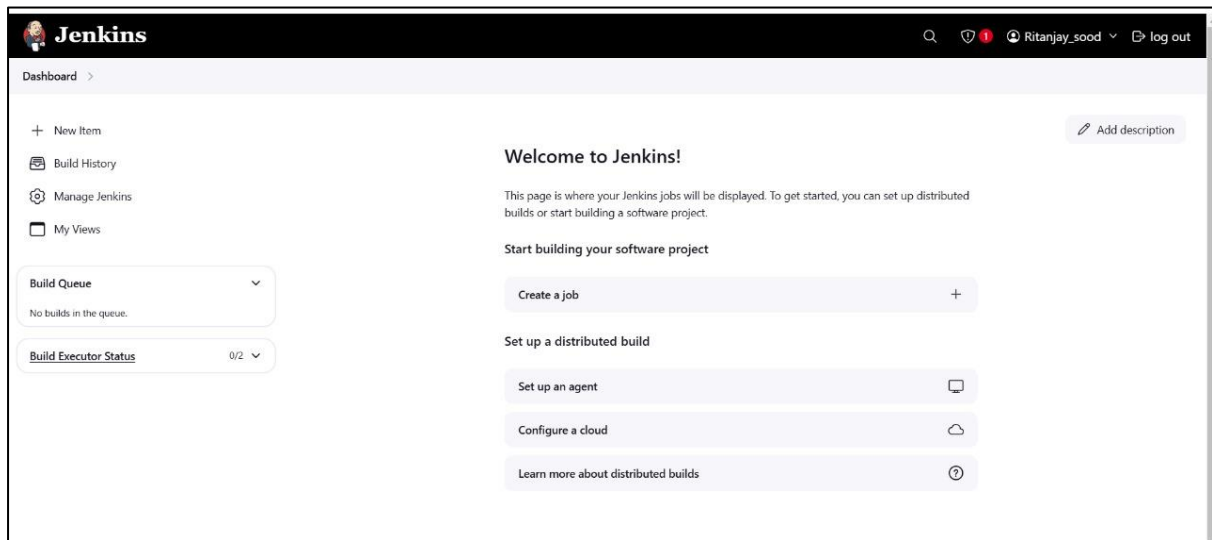 Jenkins
1 Ritanjay_sood log out
Dashboard >
New Item
Build History
Manage Jenkins
My Views
Build Queue
No builds in the queue.
Build Executor Status 0/2
Add description
Welcome to Jenkins!
This page is where your Jenkins jobs will be displayed. To get started, you can set up distributed
builds or start building a software project.
Start building your software project
Create a job
Set up a distributed build
Set up an agent
Configure a cloud
Learn more about distributed builds